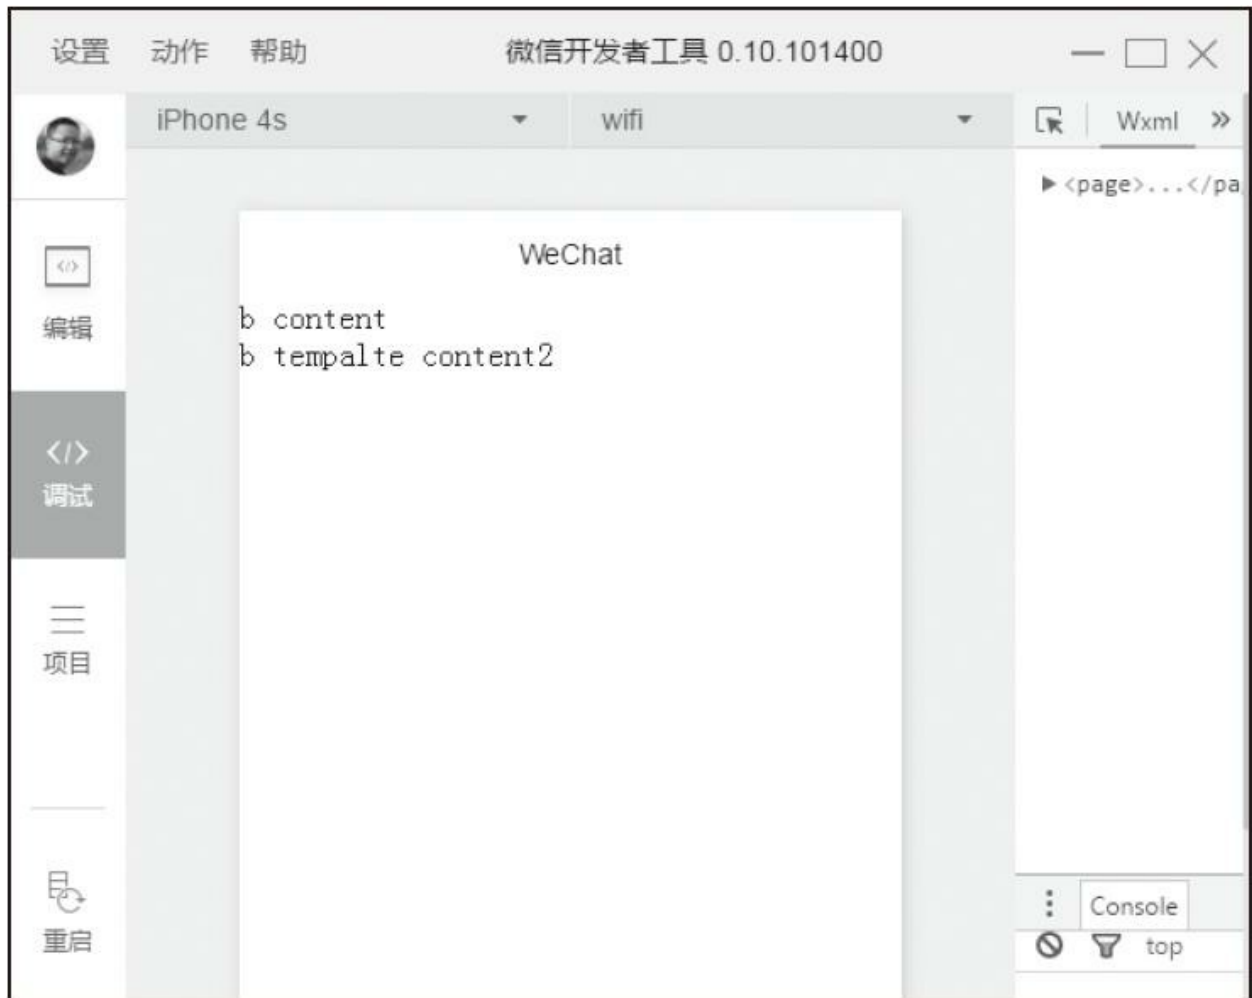 设置 动作 帮助 微信开发者工具 0.10.101400
iPhone 4s wifi Wxml »
<page>...</pa
WeChat
</>
编辑
b content
b tempalte content2
</>
调试
项目
重启
Console
top